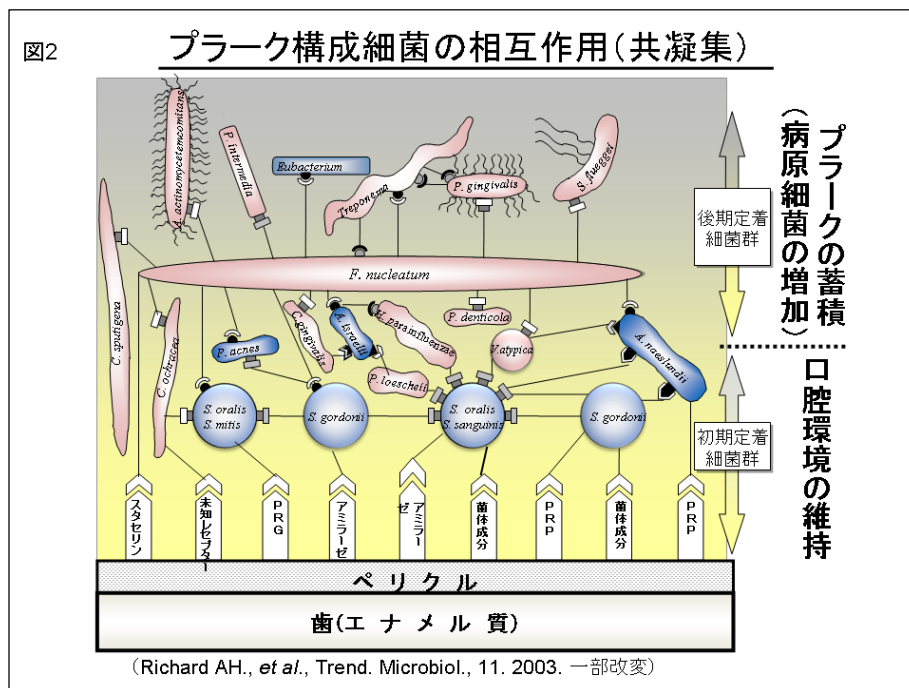 図2
プラーク構成細菌の相互作用(共凝集)
A. actinomycetemcomitans
P. intermedia
Eubacterium
Treponema
P. gingivalis
S. flueggei
F. nucleatum
C. sputigena
C. ochracea
P. acnes
C. gingivalis
A. israelii
H. parainfluenzae
P. denticola
P. loescheii
V. atypica
A. naeslundii
S. oralis
S. mitis
S. gordonii
S. oralis
S. sanguinis
S. gordonii
スタセリン
未知レセプター
PRG
アミラーゼ
アミラーゼ
菌体成分
PRP
菌体成分
PRP
ペリクル
歯(エナメル質)
プラークの蓄積
(病原細菌の増加)
後期定着
細菌群
口腔環境の維持
初期定着
細菌群
(Richard AH., et al., Trend. Microbiol., 11. 2003. 一部改変)